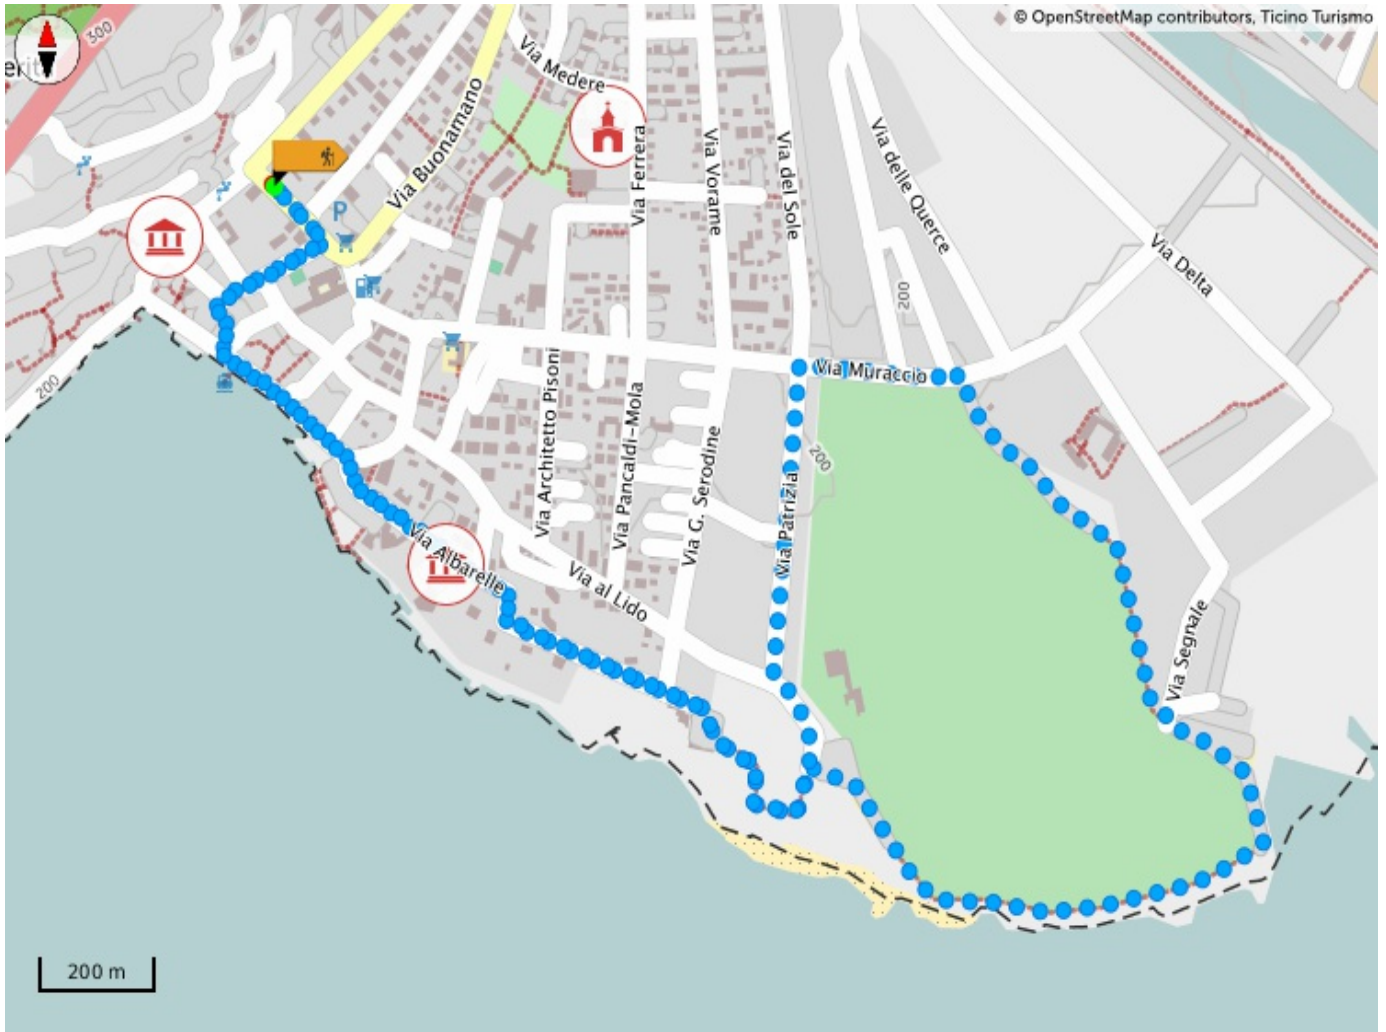 © OpenStreetMap contributors, Ticino Turismo
300
erit
Via Medere
Via Buonamano
Via Ferrera
Via Vorame
Via del Sole
Via delle Querce
Via Delta
P
200
Via Muraccio
200
Via Architetto Pisoni
Via Pancaldi-Mola
Via G. Serodine
200
Via Patrizia
Via Albarelle
Via al Lido
Via Segnale
200 m